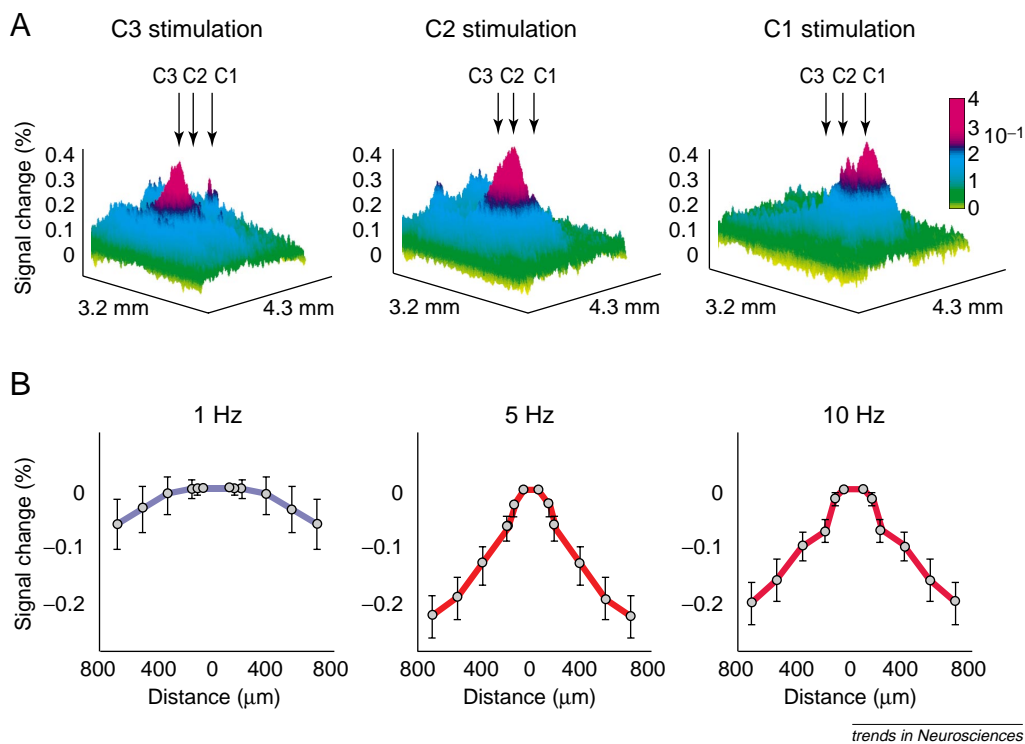 A
C3 stimulation
C2 stimulation
C1 stimulation
C3 C2 C1
C3 C2 C1
C3 C2 C1
Signal change (%)
0.4
0.3
0.2
0.1
0
3.2 mm
4.3 mm
0.4
0.3
0.2
0.1
0
3.2 mm
4.3 mm
0.4
0.3
0.2
0.1
0
3.2 mm
4.3 mm
4
3
2
1
0
10⁻¹
B
1 Hz
5 Hz
10 Hz
Signal change (%)
0
–0.1
–0.2
800 400 0 400 800
Distance (μm)
0
–0.1
–0.2
800 400 0 400 800
Distance (μm)
0
–0.1
–0.2
800 400 0 400 800
Distance (μm)
trends in Neurosciences